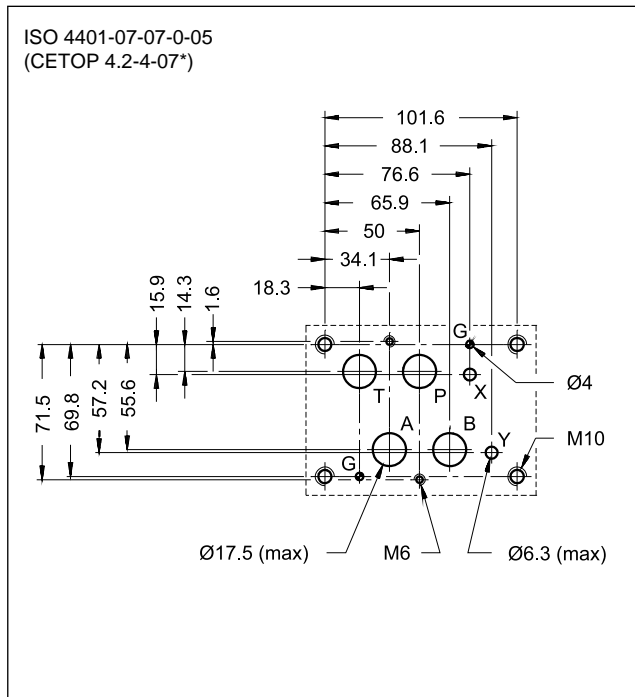 ISO 4401-07-07-0-05
(CETOP 4.2-4-07*)
101.6
88.1
76.6
65.9
50
34.1
18.3
15.9
14.3
1.6
G
Ø4
T
P
X
71.5
69.8
57.2
55.6
A
B
Y
M10
G
Ø17.5 (max)
M6
Ø6.3 (max)